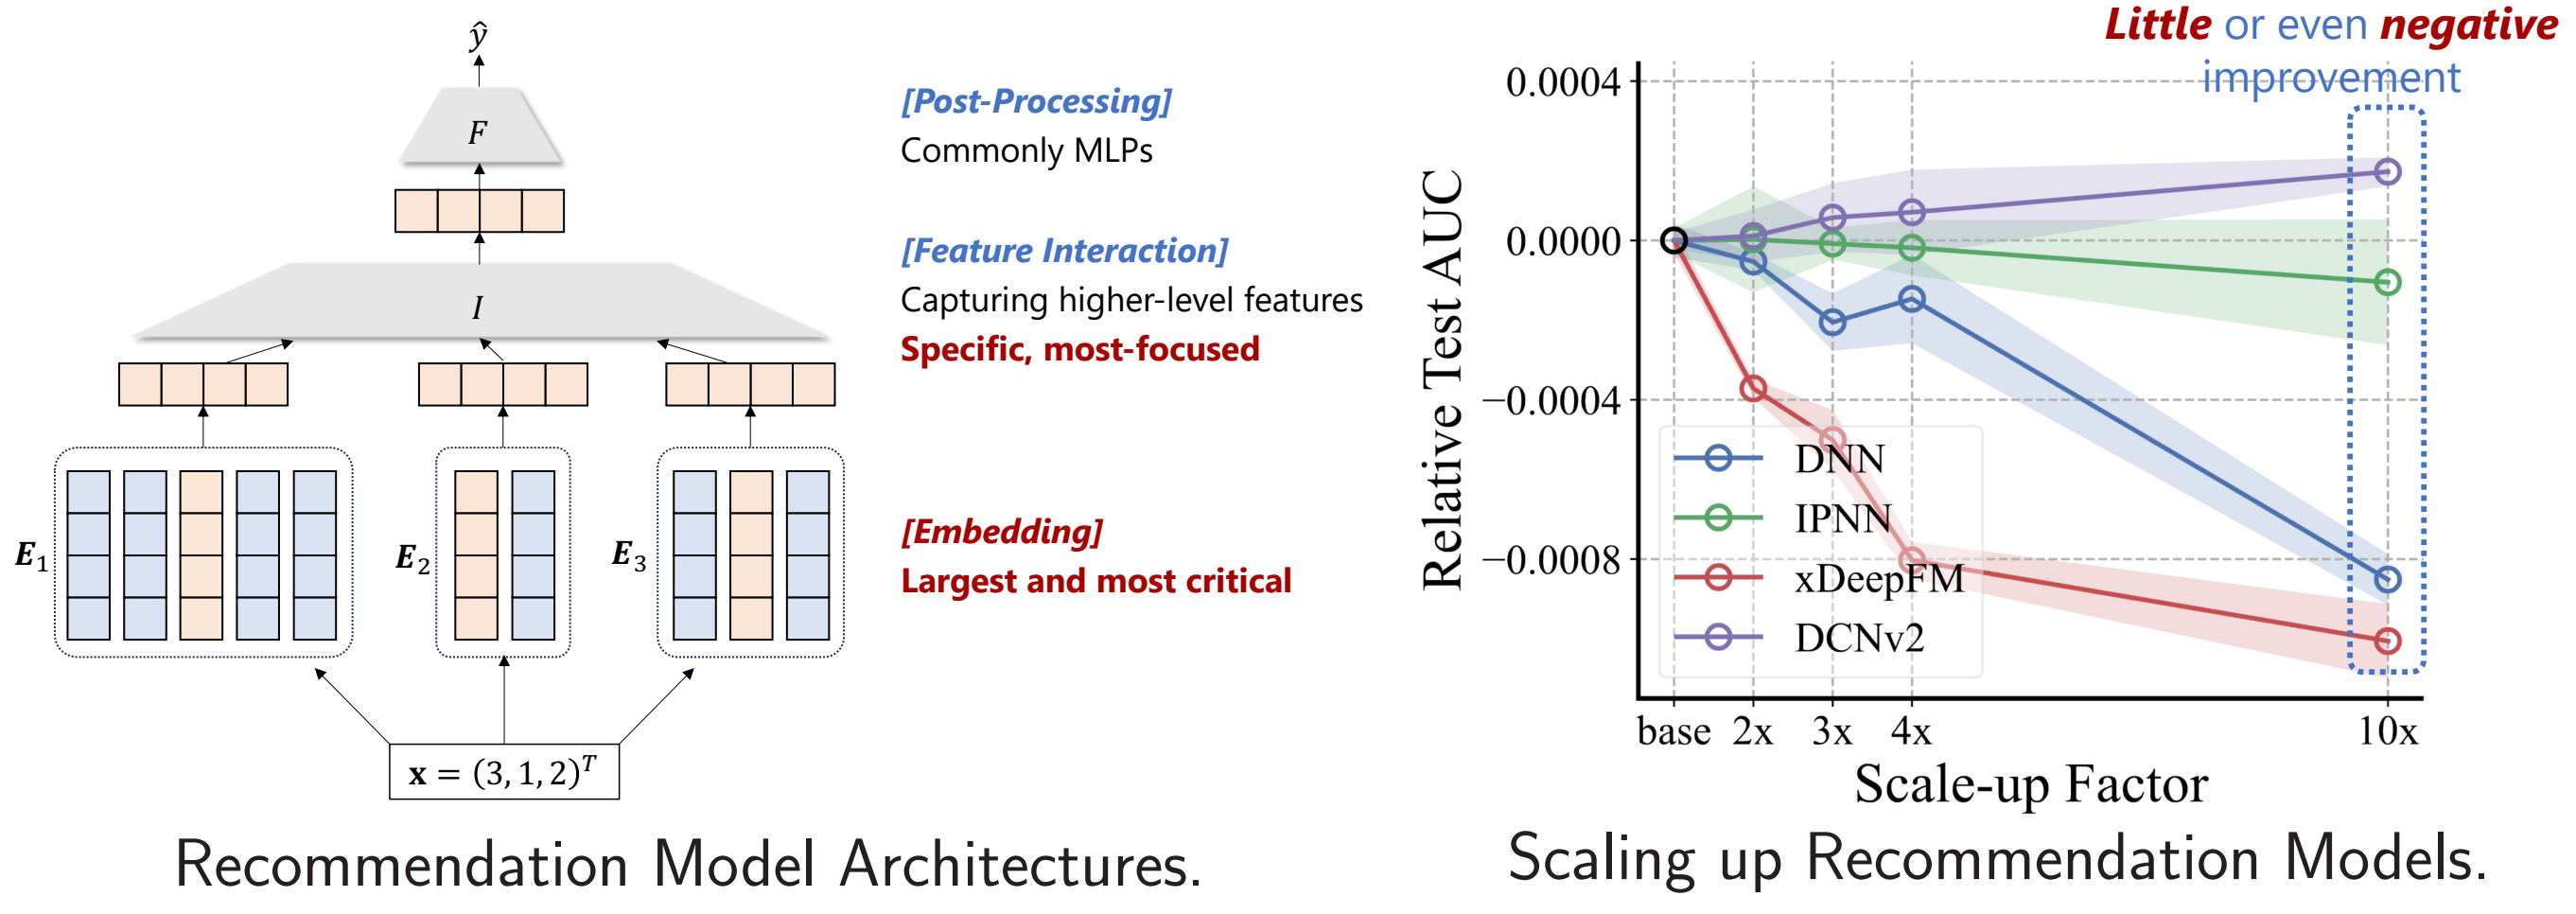 ŷ
F
I
E₁
E₂
E₃
x = (3, 1, 2)ᵀ
[Post-Processing]
Commonly MLPs
[Feature Interaction]
Capturing higher-level features
Specific, most-focused
[Embedding]
Largest and most critical
Recommendation Model Architectures.
Little or even negative
improvement
0.0004
0.0000
−0.0004
−0.0008
Relative Test AUC
DNN
IPNN
xDeepFM
DCNv2
base 2x 3x 4x 10x
Scale-up Factor
Scaling up Recommendation Models.